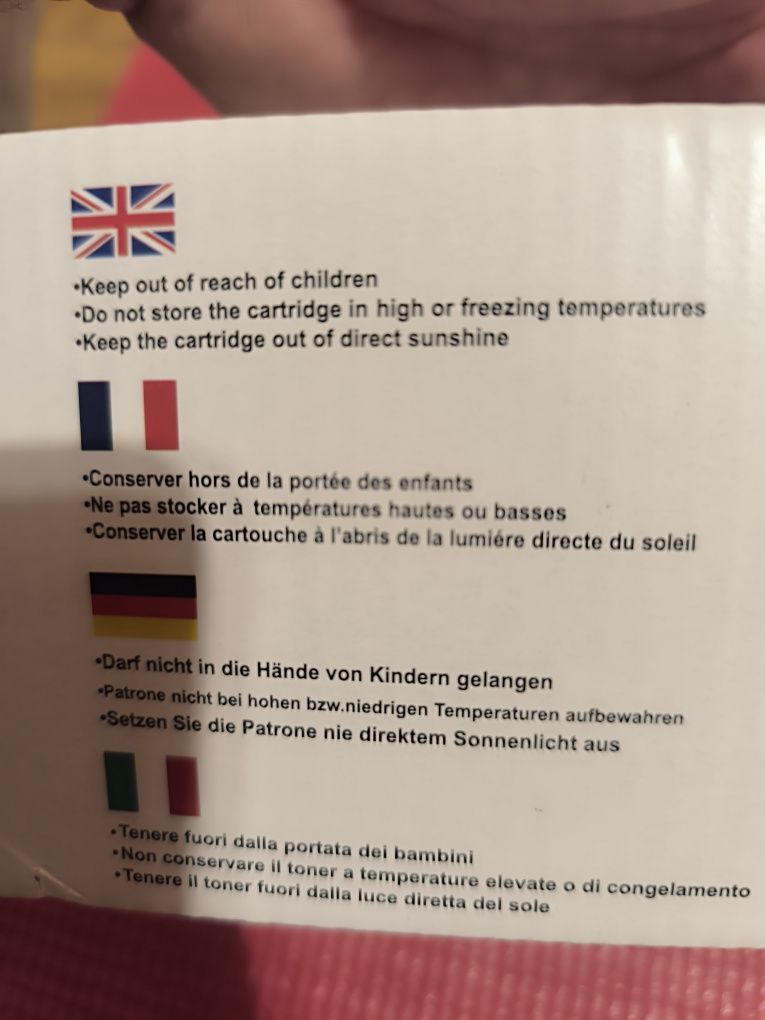 •Keep out of reach of children
•Do not store the cartridge in high or freezing temperatures
•Keep the cartridge out of direct sunshine
•Conserver hors de la portée des enfants
•Ne pas stocker à températures hautes ou basses
•Conserver la cartouche à l'abris de la lumiére directe du soleil
•Darf nicht in die Hände von Kindern gelangen
•Patrone nicht bei hohen bzw.niedrigen Temperaturen aufbewahren
•Setzen Sie die Patrone nie direktem Sonnenlicht aus
•Tenere fuori dalla portata dei bambini
•Non conservare il toner a temperature elevate o di congelamento
•Tenere il toner fuori dalla luce diretta del sole